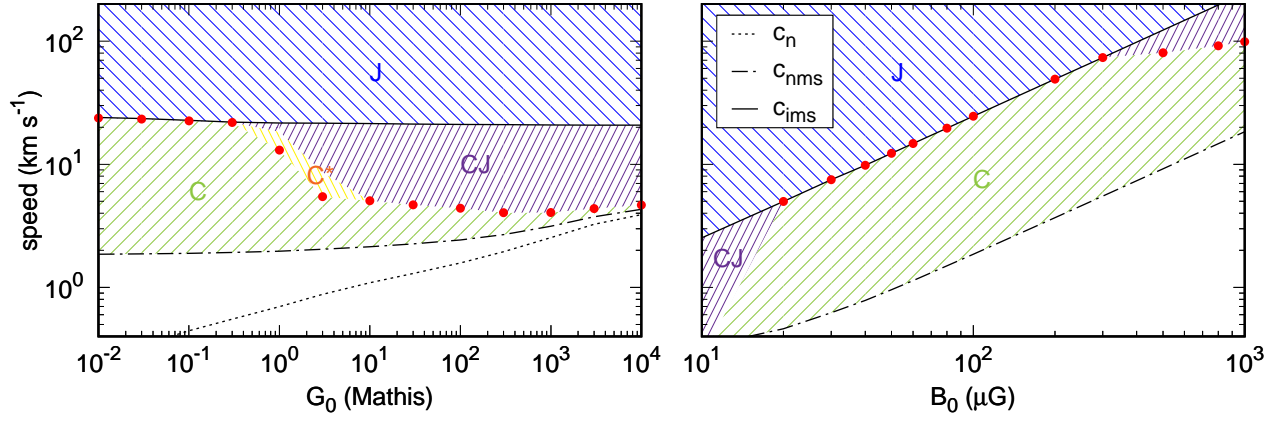 10²
10¹
10⁰
speed (km s⁻¹)
J
C
C*
CJ
10⁻² 10⁻¹ 10⁰ 10¹ 10² 10³ 10⁴
G₀ (Mathis)
cₙ
cₙₘₛ
cᵢₘₛ
J
C
CJ
10¹ 10² 10³
B₀ (μG)